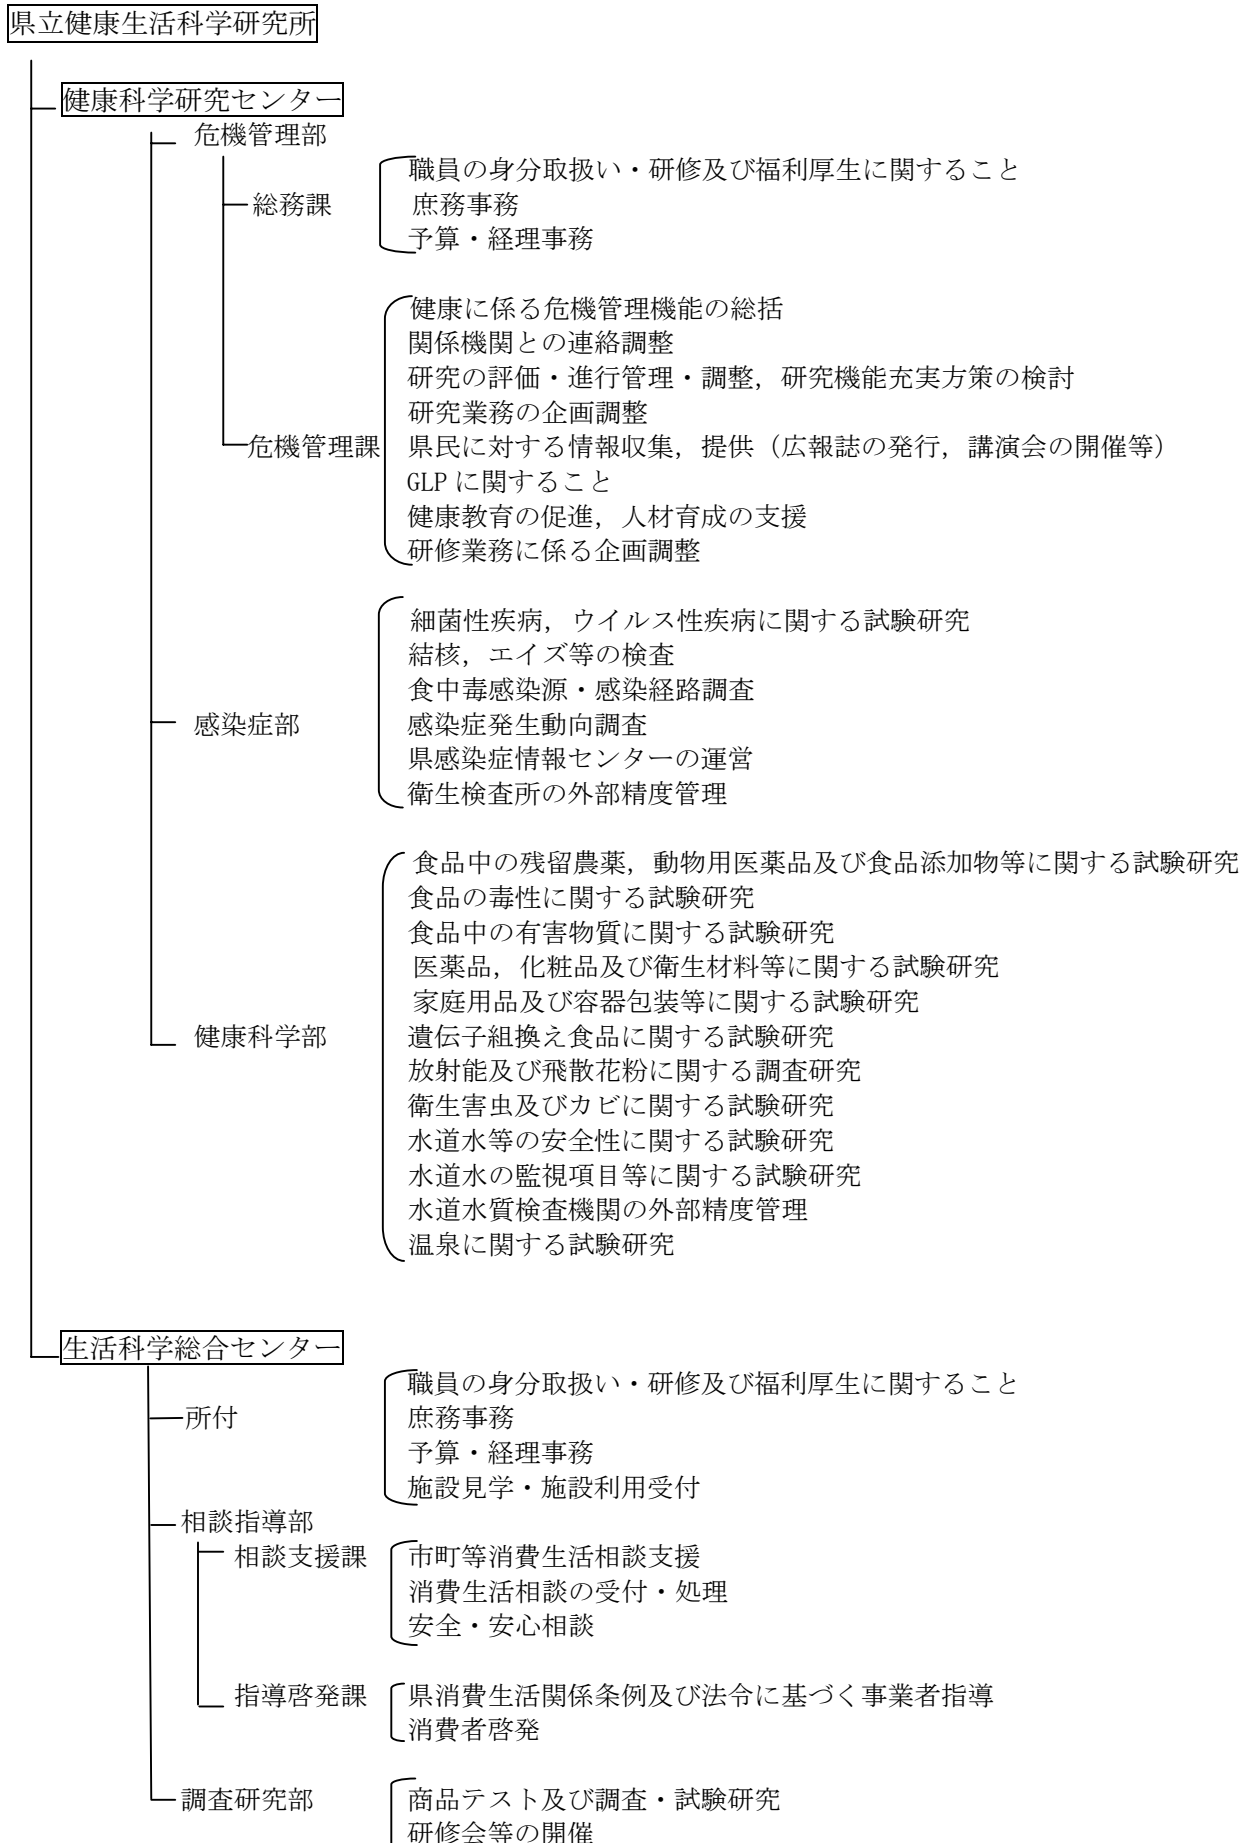 県立健康生活科学研究所
健康科学研究センター
危機管理部
職員の身分取扱い・研修及び福利厚生に関すること
総務課 庶務事務
予算・経理事務
健康に係る危機管理機能の総括
関係機関との連絡調整
研究の評価・進行管理・調整，研究機能充実方策の検討
研究業務の企画調整
危機管理課 県民に対する情報収集，提供（広報誌の発行，講演会の開催等）
GLPに関すること
健康教育の促進，人材育成の支援
研修業務に係る企画調整
細菌性疾病，ウイルス性疾病に関する試験研究
結核，エイズ等の検査
食中毒感染源・感染経路調査
感染症部 感染症発生動向調査
県感染症情報センターの運営
衛生検査所の外部精度管理
食品中の残留農薬，動物用医薬品及び食品添加物等に関する試験研究
食品の毒性に関する試験研究
食品中の有害物質に関する試験研究
医薬品，化粧品及び衛生材料等に関する試験研究
家庭用品及び容器包装等に関する試験研究
健康科学部 遺伝子組換え食品に関する試験研究
放射能及び飛散花粉に関する調査研究
衛生害虫及びカビに関する試験研究
水道水等の安全性に関する試験研究
水道水の監視項目等に関する試験研究
水道水質検査機関の外部精度管理
温泉に関する試験研究
生活科学総合センター
職員の身分取扱い・研修及び福利厚生に関すること
所付 庶務事務
予算・経理事務
施設見学・施設利用受付
相談指導部
相談支援課 市町等消費生活相談支援
消費生活相談の受付・処理
安全・安心相談
指導啓発課 県消費生活関係条例及び法令に基づく事業者指導
消費者啓発
調査研究部 商品テスト及び調査・試験研究
研修会等の開催